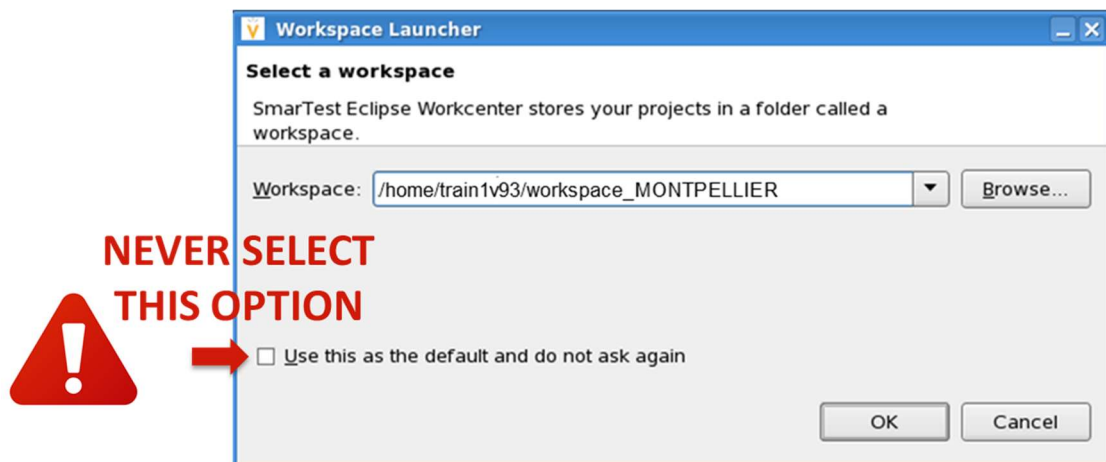 Workspace Launcher
Select a workspace
SmarTest Eclipse Workcenter stores your projects in a folder called a
workspace.
Workspace: /home/train1v93/workspace_MONTPELLIER Browse...
NEVER SELECT
THIS OPTION
Use this as the default and do not ask again
OK Cancel